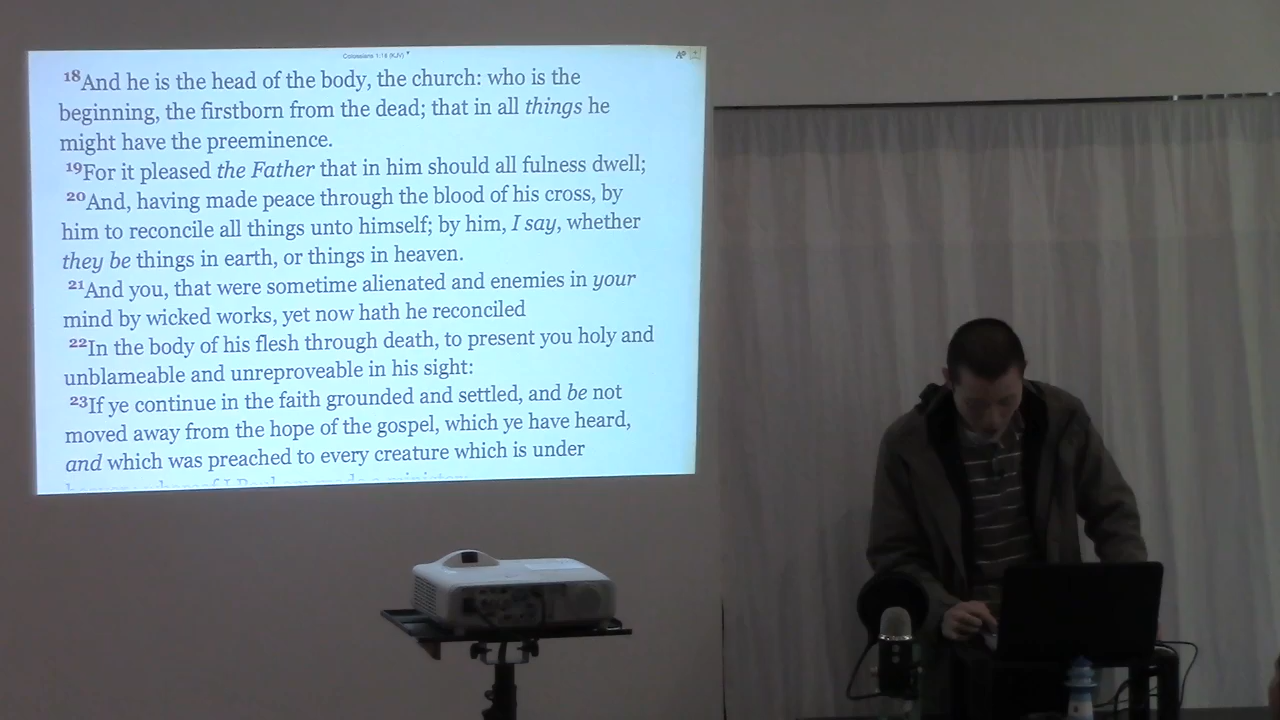 Colossians 1:18 (KJV)
18And he is the head of the body, the church: who is the
beginning, the firstborn from the dead; that in all things he
might have the preeminence.
19For it pleased the Father that in him should all fulness dwell;
20And, having made peace through the blood of his cross, by
him to reconcile all things unto himself; by him, I say, whether
they be things in earth, or things in heaven.
21And you, that were sometime alienated and enemies in your
mind by wicked works, yet now hath he reconciled
22In the body of his flesh through death, to present you holy and
unblameable and unreproveable in his sight:
23If ye continue in the faith grounded and settled, and be not
moved away from the hope of the gospel, which ye have heard,
and which was preached to every creature which is under